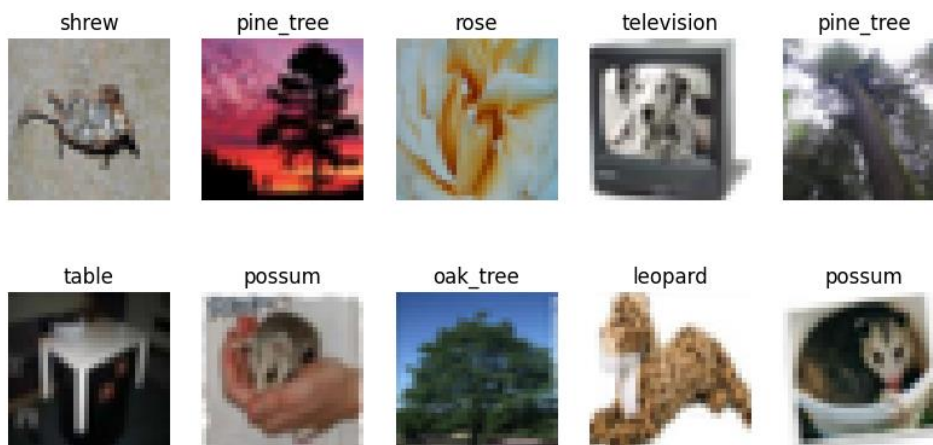 shrew
pine_tree
rose
television
pine_tree
table
possum
oak_tree
leopard
possum